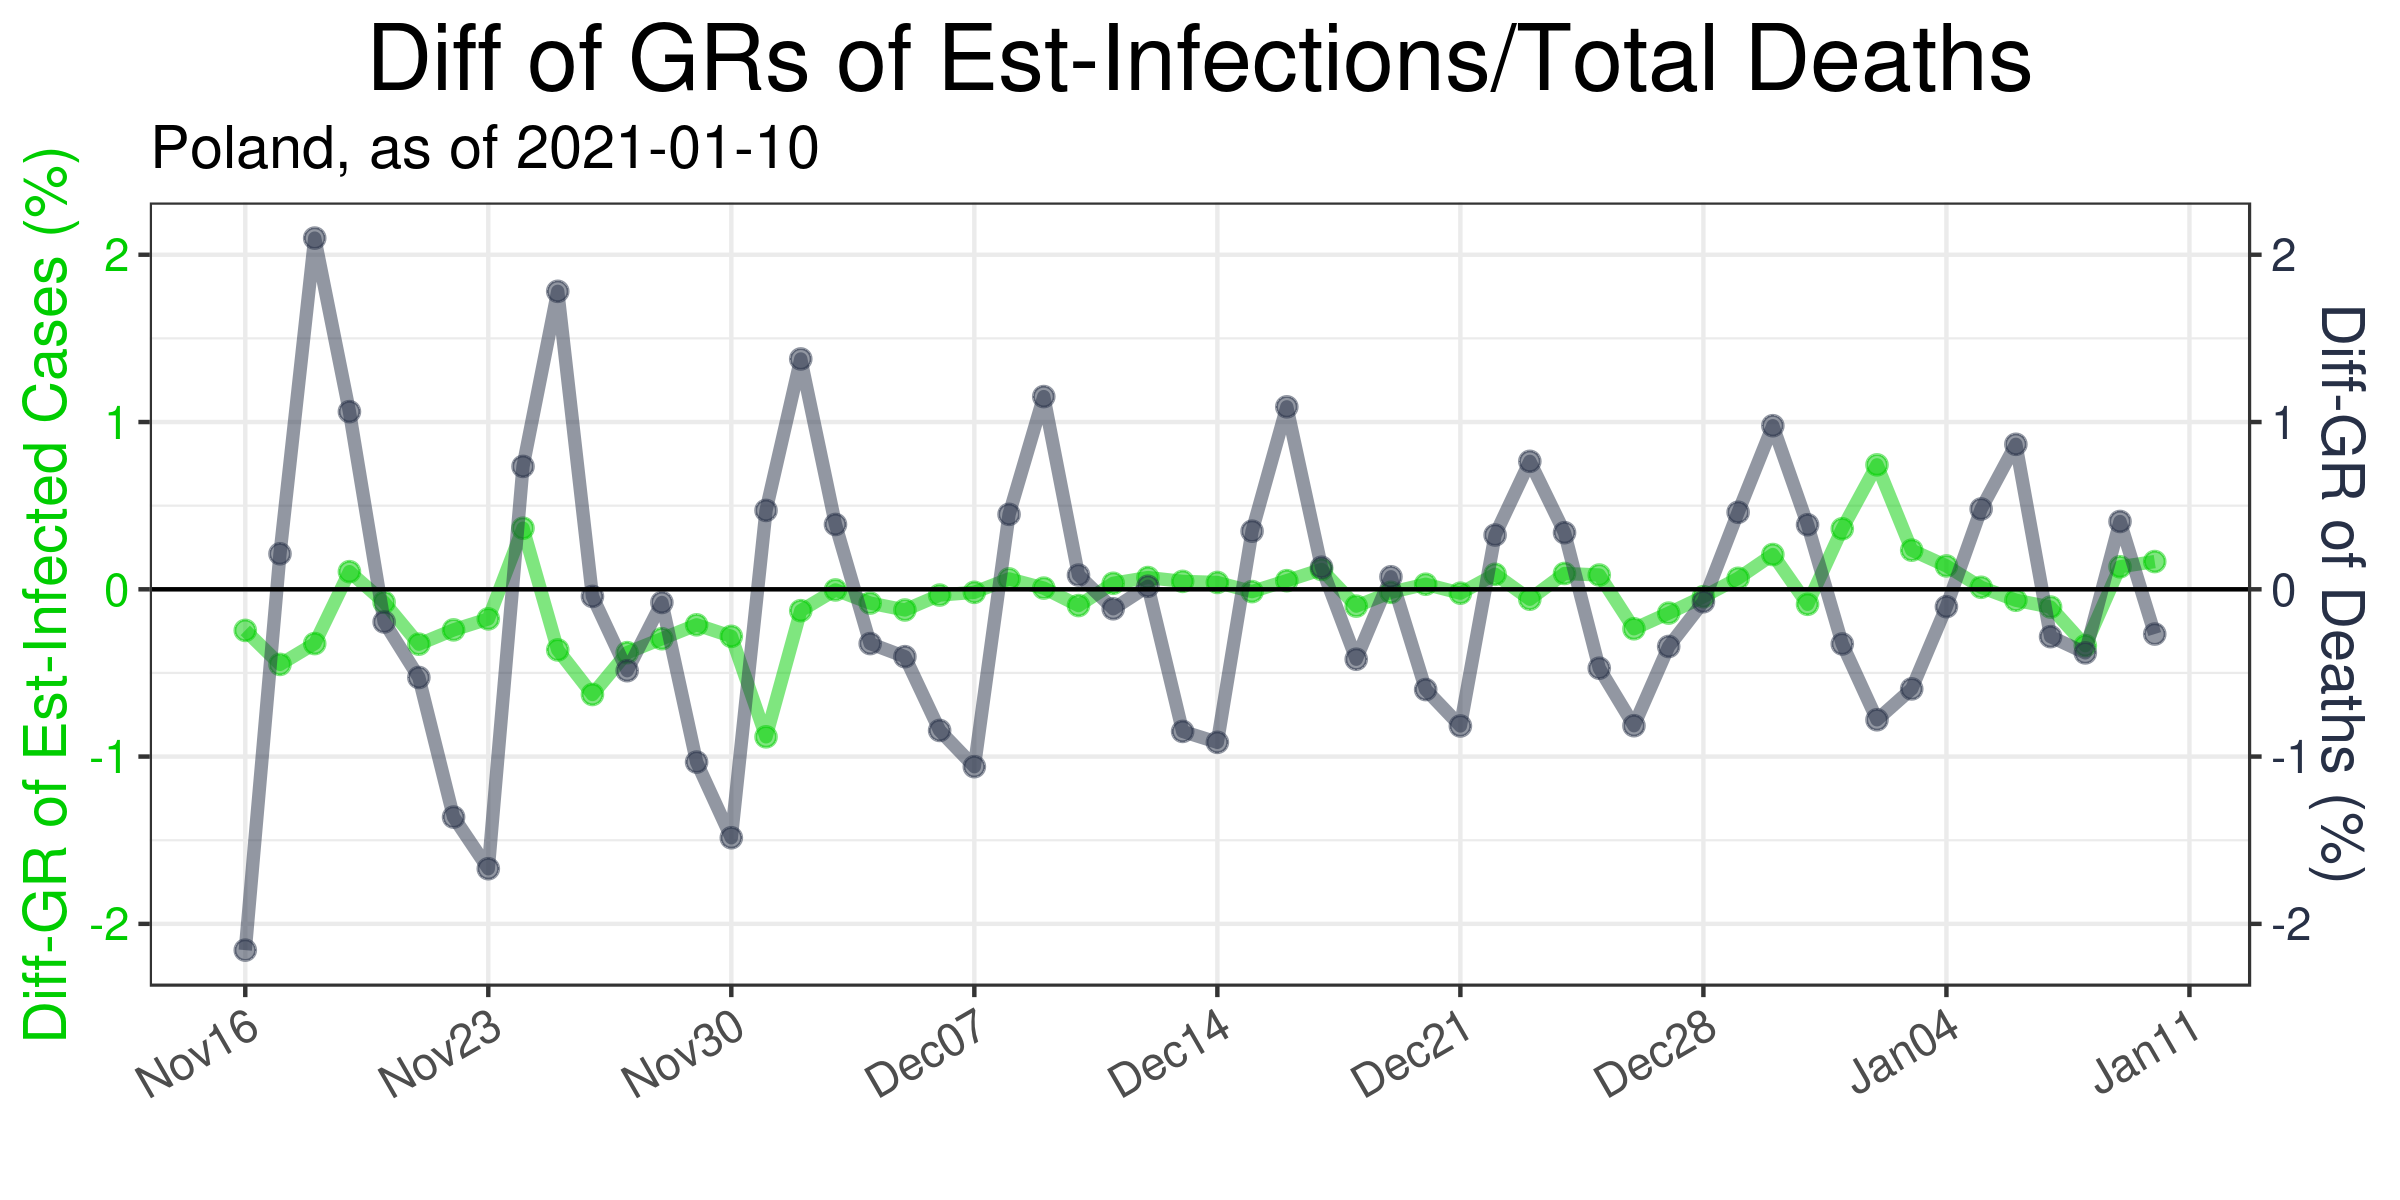 Diff of GRs of Est-Infections/Total Deaths
Poland, as of 2021-01-10
Diff-GR of Est-Infected Cases (%)
2
1
0
-1
-2
2
1
0
-1
-2
Diff-GR of Deaths (%)
Nov16
Nov23
Nov30
Dec07
Dec14
Dec21
Dec28
Jan04
Jan11